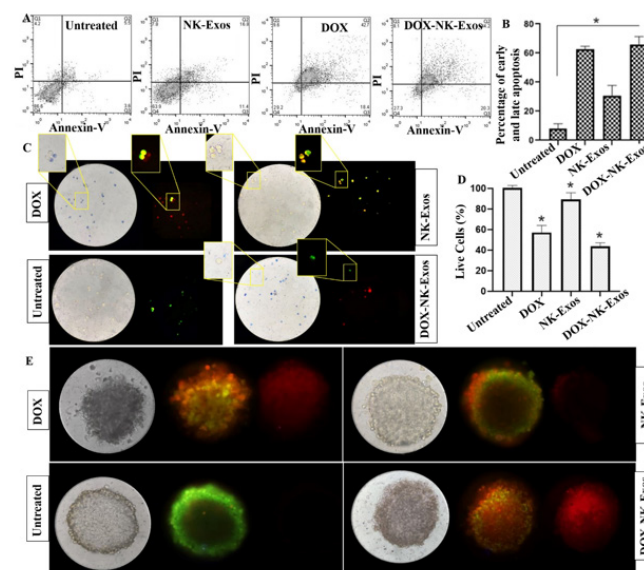 A
Untreated
NK-Exos
DOX
DOX-NK-Exos
PI
PI
PI
PI
Annexin-V
Annexin-V
Annexin-V
Annexin-V
B
Percentage of early
and late apoptosis
80
60
40
20
0
*
Untreated
DOX
NK-Exos
DOX-NK-Exos
C
DOX
NK-Exos
Untreated
DOX-NK-Exos
D
Live Cells (%)
100
80
60
40
20
0
*
*
*
Untreated
DOX
NK-Exos
DOX-NK-Exos
E
DOX
Untreated
DOX-NK-Exos